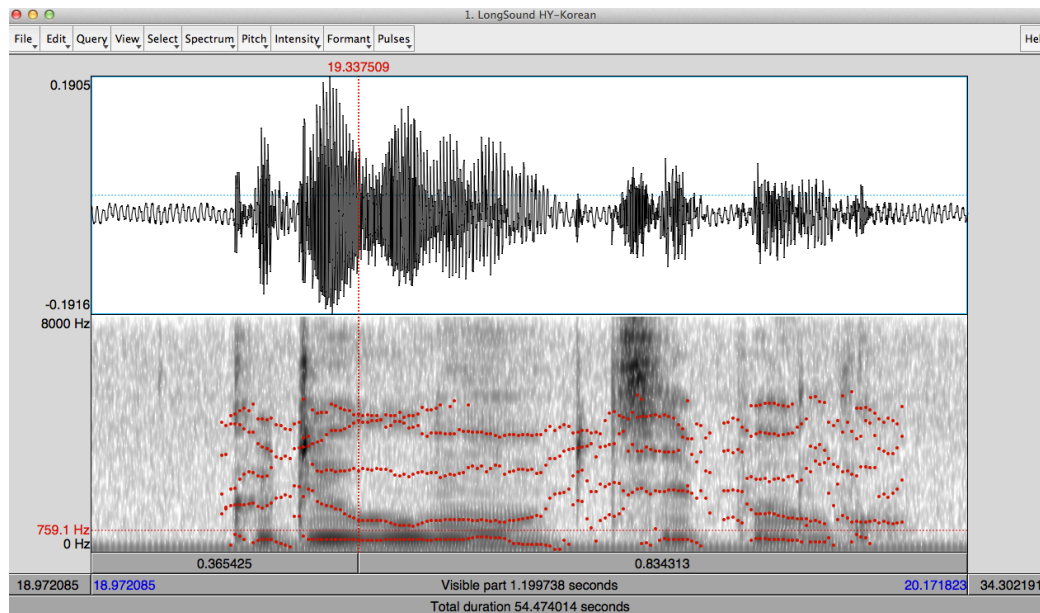 1. LongSound HY-Korean
File Edit Query View Select Spectrum Pitch Intensity Formant Pulses Hel
19.337509
0.1905
-0.1916
8000 Hz
759.1 Hz
0 Hz
0.365425 0.834313
18.972085 18.972085 Visible part 1.199738 seconds 20.171823 34.302191
Total duration 54.474014 seconds